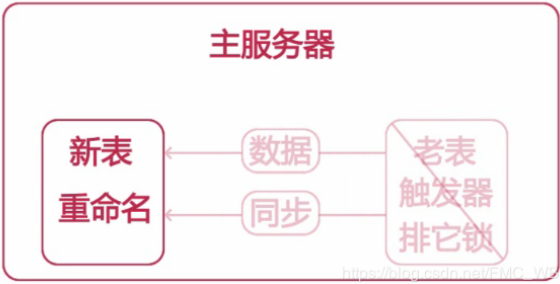 主服务器
新表
重命名
数据
同步
老表
触发器
排它锁
https://blog.csdn.net/FMC_WB